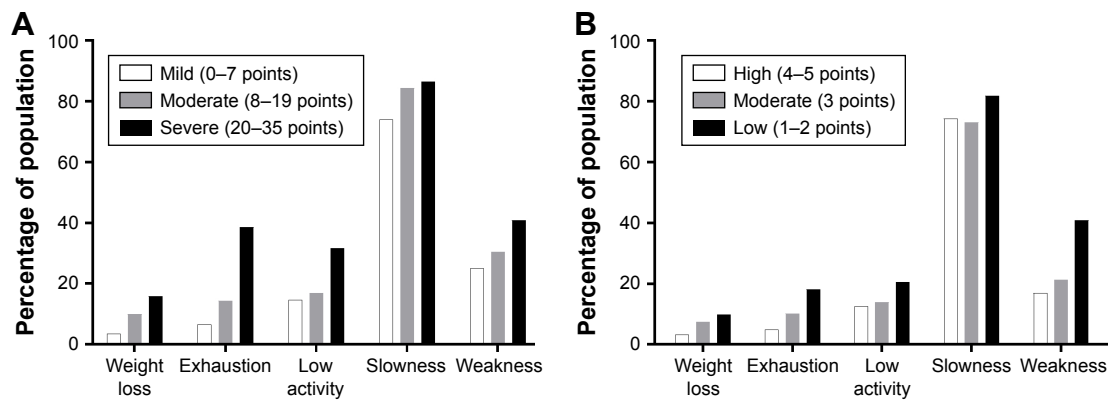 A
Percentage of population
100
80
60
40
20
0
Mild (0–7 points)
Moderate (8–19 points)
Severe (20–35 points)
Weight
loss
Exhaustion
Low
activity
Slowness
Weakness
B
Percentage of population
100
80
60
40
20
0
High (4–5 points)
Moderate (3 points)
Low (1–2 points)
Weight
loss
Exhaustion
Low
activity
Slowness
Weakness